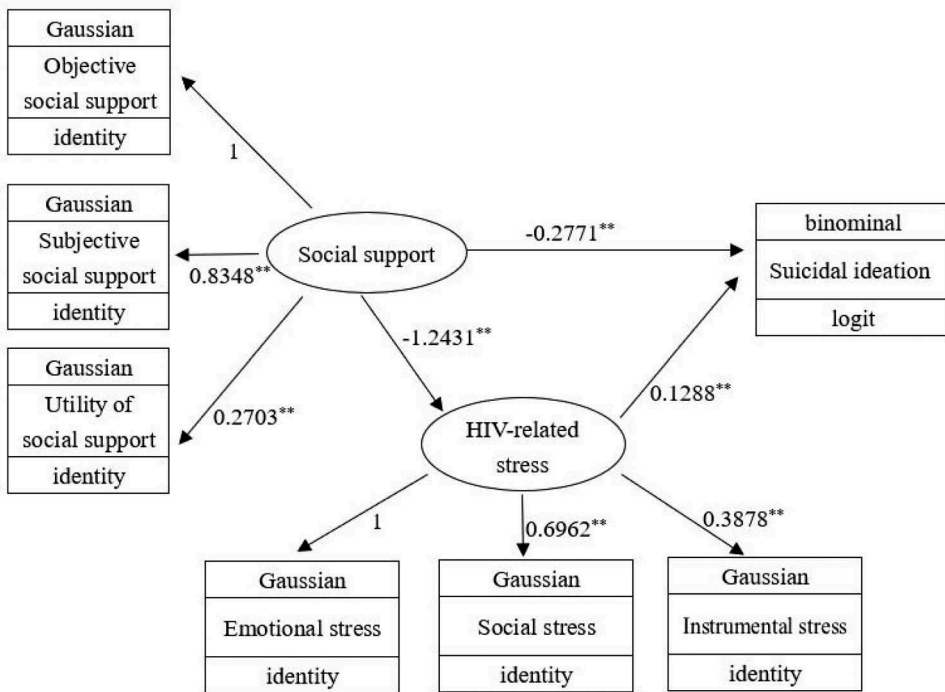 Gaussian
Objective
social support
identity
1
Gaussian
Subjective
social support
identity
0.8348**
Social support
-0.2771**
binominal
Suicidal ideation
logit
-1.2431**
Gaussian
Utility of
social support
identity
0.2703**
0.1288**
HIV-related
stress
1
0.6962**
0.3878**
Gaussian
Emotional stress
identity
Gaussian
Social stress
identity
Gaussian
Instrumental stress
identity